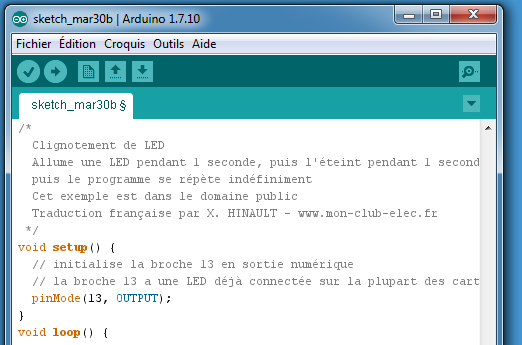 sketch_mar30b | Arduino 1.7.10
Fichier Édition Croquis Outils Aide
sketch_mar30b §
/*
Clignotement de LED
Allume une LED pendant 1 seconde, puis l'éteint pendant 1 second
puis le programme se répète indéfiniment
Cet exemple est dans le domaine public
Traduction française par X. HINAULT - www.mon-club-elec.fr
*/
void setup() {
// initialise la broche 13 en sortie numérique
// la broche 13 a une LED déjà connectée sur la plupart des cart
pinMode(13, OUTPUT);
}
void loop() {